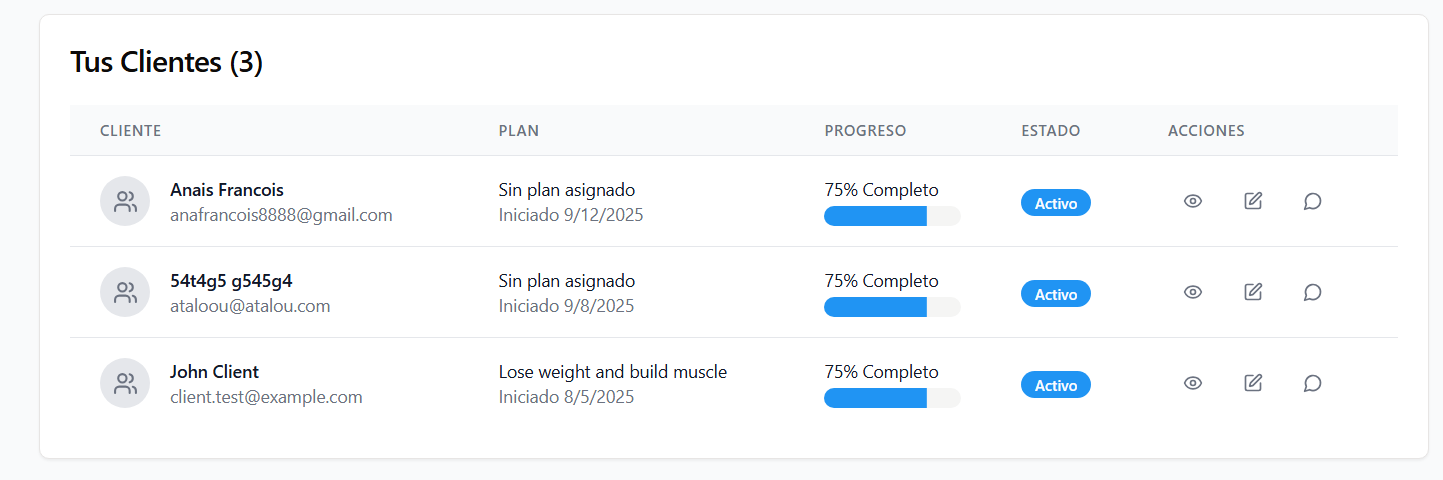 Tus Clientes (3)
CLIENTE PLAN PROGRESO ESTADO ACCIONES
Anais Francois Sin plan asignado 75% Completo
anafrancois8888@gmail.com Iniciado 9/12/2025 Activo
54t4g5 g545g4 Sin plan asignado 75% Completo
ataloou@atalou.com Iniciado 9/8/2025 Activo
John Client Lose weight and build muscle 75% Completo
client.test@example.com Iniciado 8/5/2025 Activo